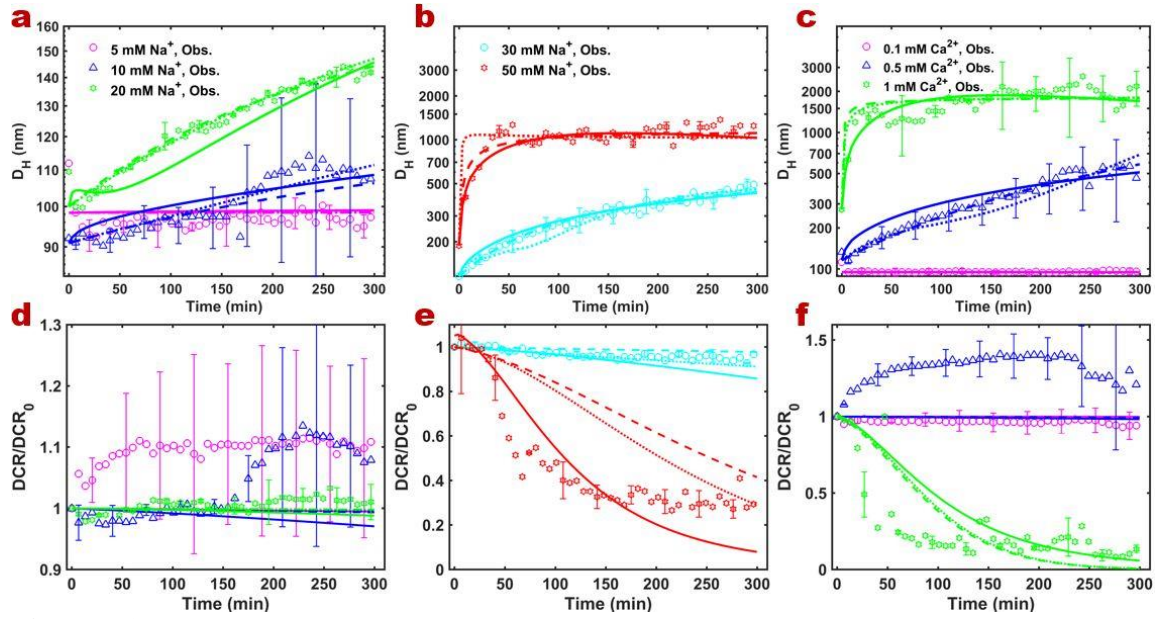 a
160
150
140
130
120
110
100
90
D_H (nm)
5 mM Na⁺, Obs.
10 mM Na⁺, Obs.
20 mM Na⁺, Obs.
0 50 100 150 200 250 300
Time (min)
b
3000
2000
1500
1000
700
500
300
200
D_H (nm)
30 mM Na⁺, Obs.
50 mM Na⁺, Obs.
0 50 100 150 200 250 300
Time (min)
c
3000
2000
1500
1000
700
500
300
200
100
D_H (nm)
0.1 mM Ca²⁺, Obs.
0.5 mM Ca²⁺, Obs.
1 mM Ca²⁺, Obs.
0 50 100 150 200 250 300
Time (min)
d
1.3
1.2
1.1
1
0.9
DCR/DCR₀
0 50 100 150 200 250 300
Time (min)
e
1
0.8
0.6
0.4
0.2
0
DCR/DCR₀
0 50 100 150 200 250 300
Time (min)
f
1.5
1
0.5
0
DCR/DCR₀
0 50 100 150 200 250 300
Time (min)